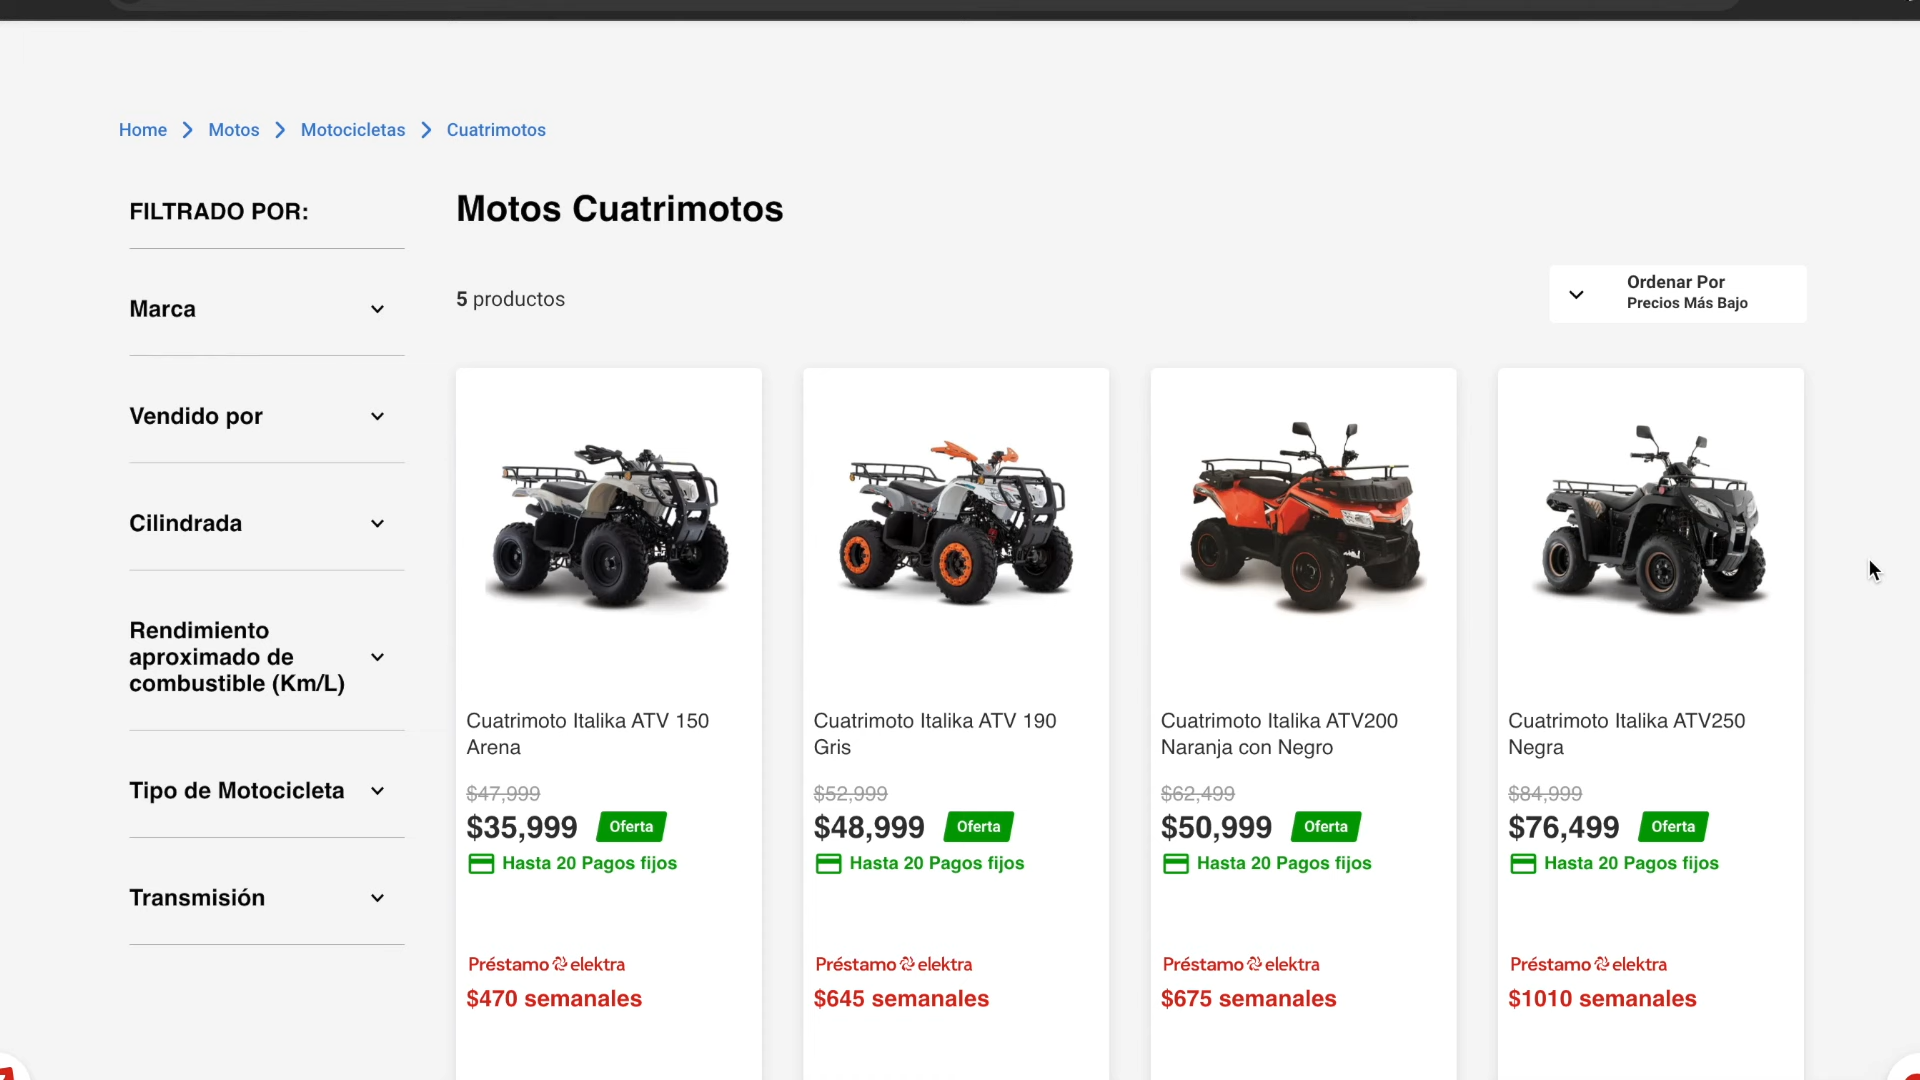 Home Motos Motocicletas Cuatrimotos
FILTRADO POR:
Marca
Vendido por
Cilindrada
Rendimiento
aproximado de
combustible (Km/L)
Tipo de Motocicleta
Transmisión
Motos Cuatrimotos
5 productos
Ordenar Por
Precios Más Bajo
Cuatrimoto Italika ATV 150
Arena
$47,999
$35,999 Oferta
Hasta 20 Pagos fijos
Préstamo elektra
$470 semanales
Cuatrimoto Italika ATV 190
Gris
$52,999
$48,999 Oferta
Hasta 20 Pagos fijos
Préstamo elektra
$645 semanales
Cuatrimoto Italika ATV200
Naranja con Negro
$62,499
$50,999 Oferta
Hasta 20 Pagos fijos
Préstamo elektra
$675 semanales
Cuatrimoto Italika ATV250
Negra
$84,999
$76,499 Oferta
Hasta 20 Pagos fijos
Préstamo elektra
$1010 semanales